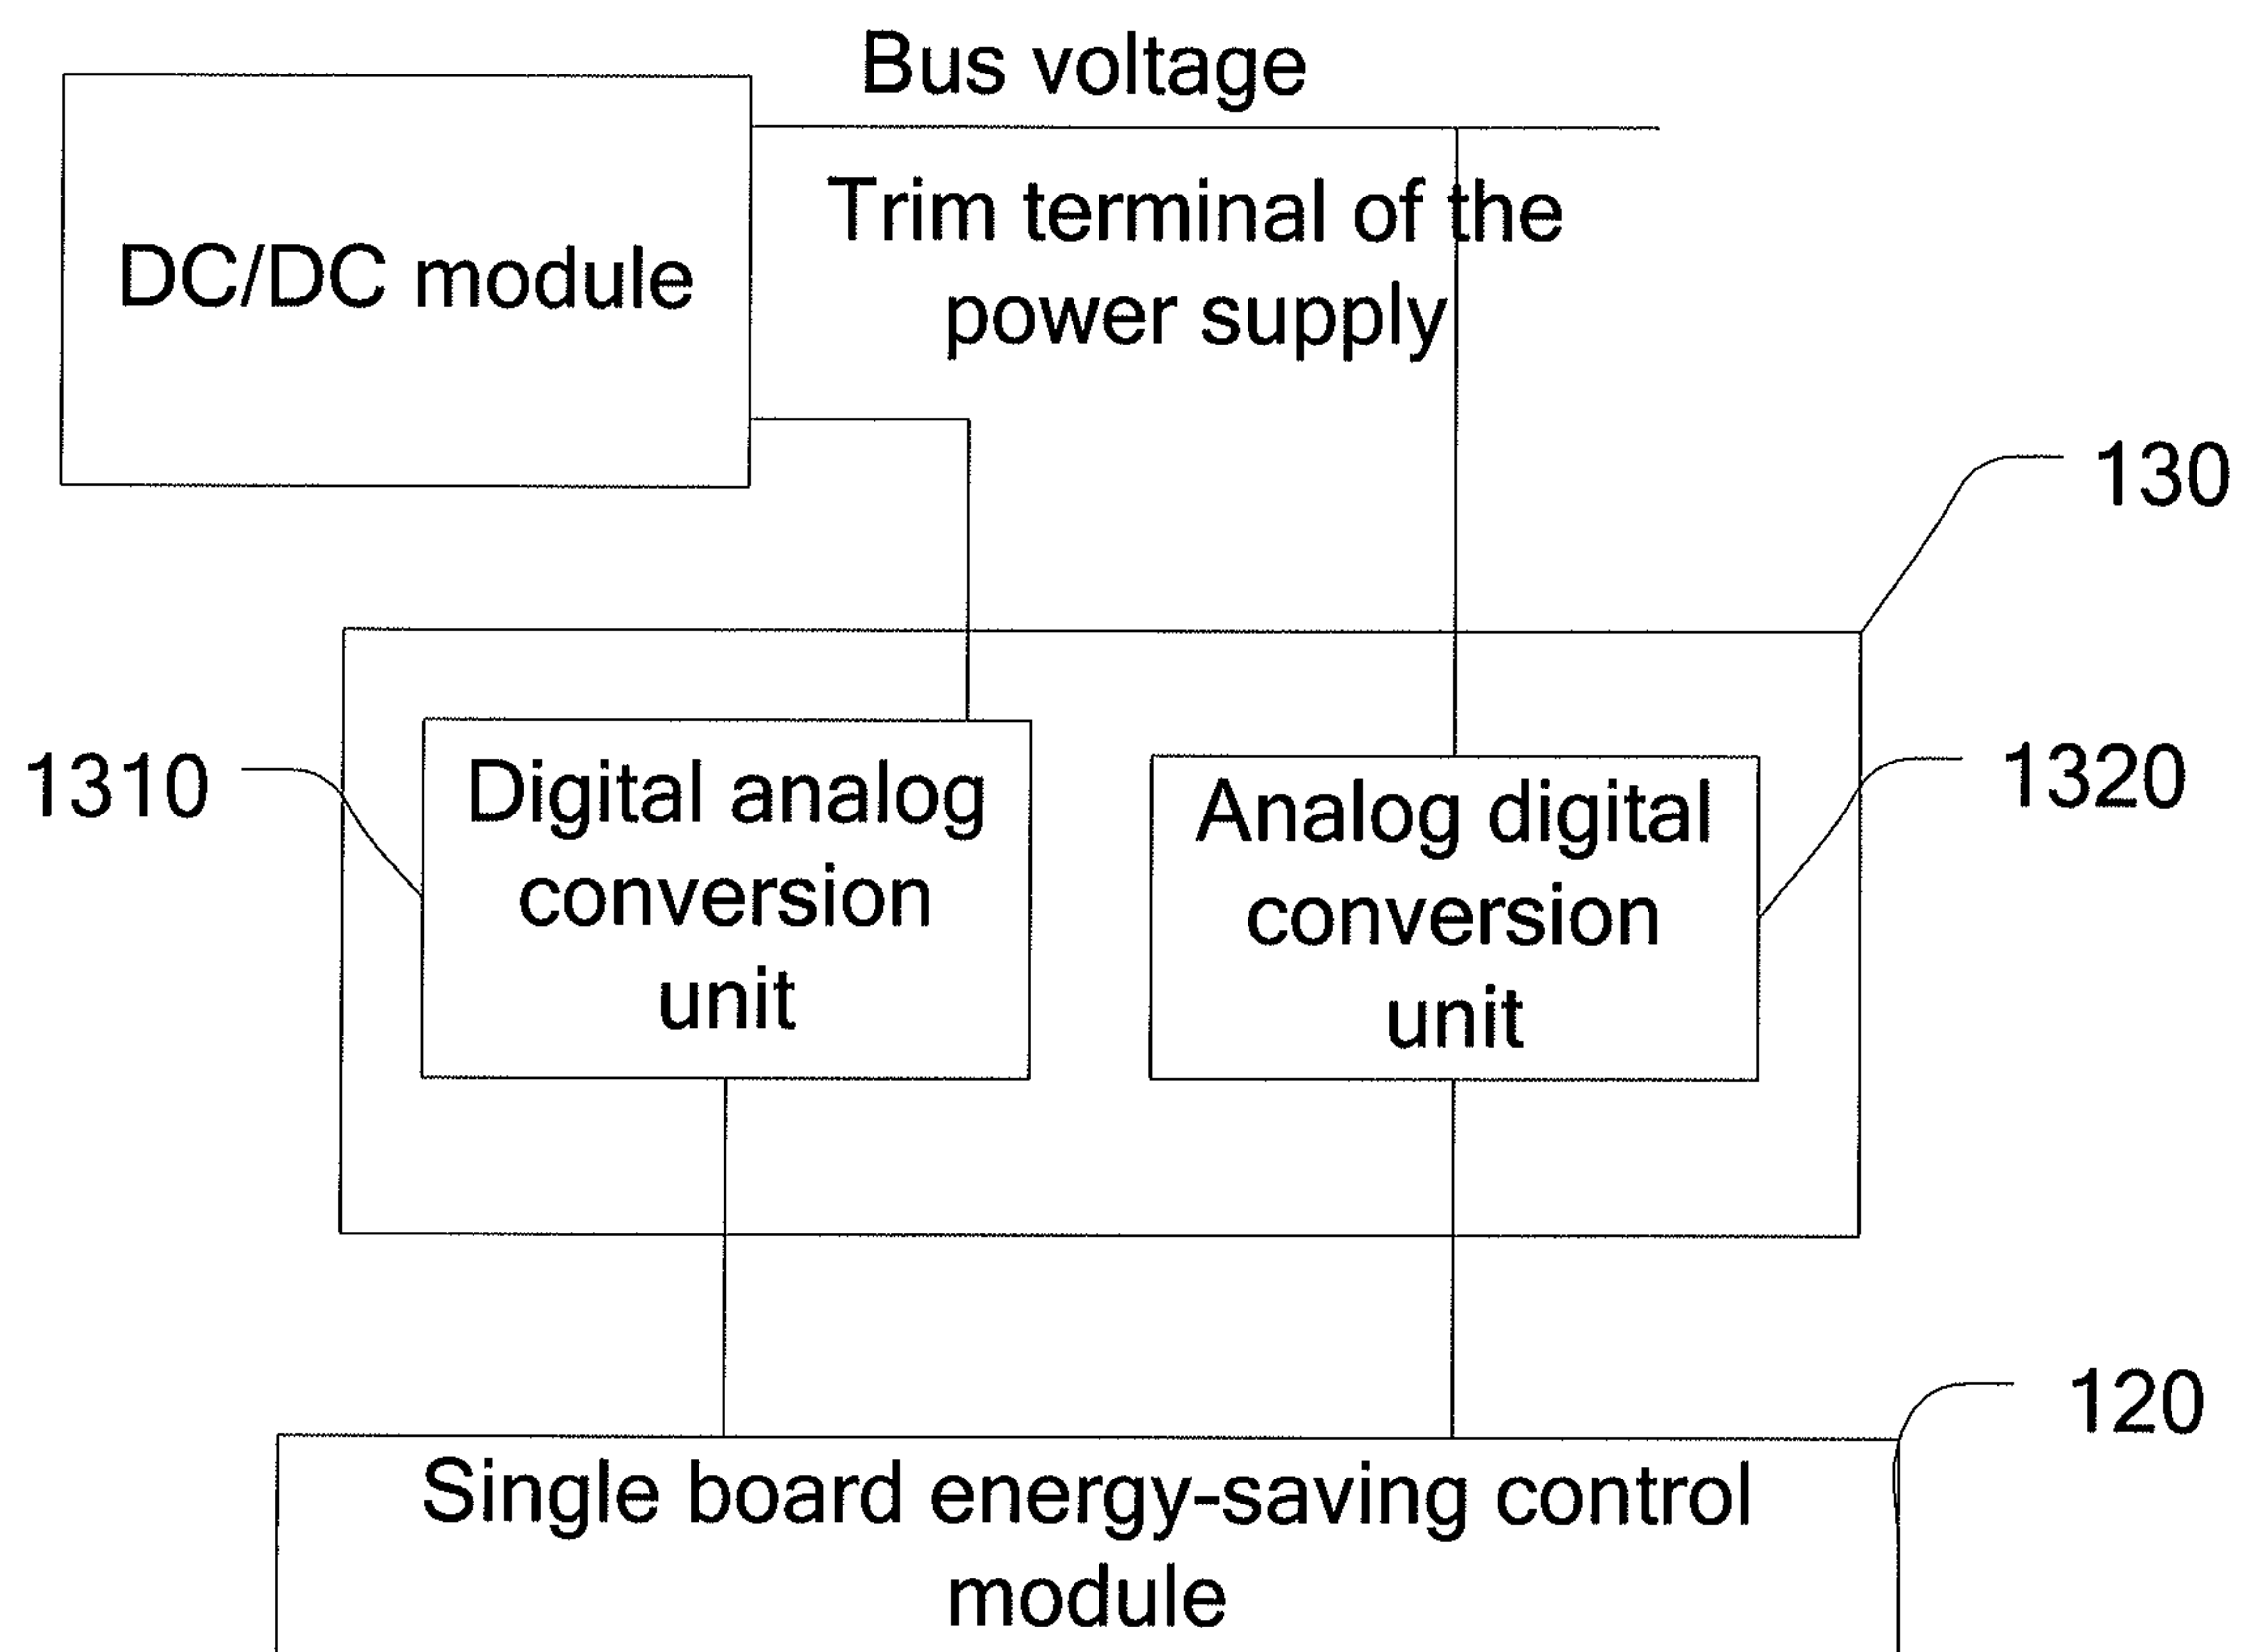 Bus voltage
DC/DC module
Trim terminal of the
power supply
130
1310
Digital analog
conversion
unit
Analog digital
conversion
unit
1320
120
Single board energy-saving control
module